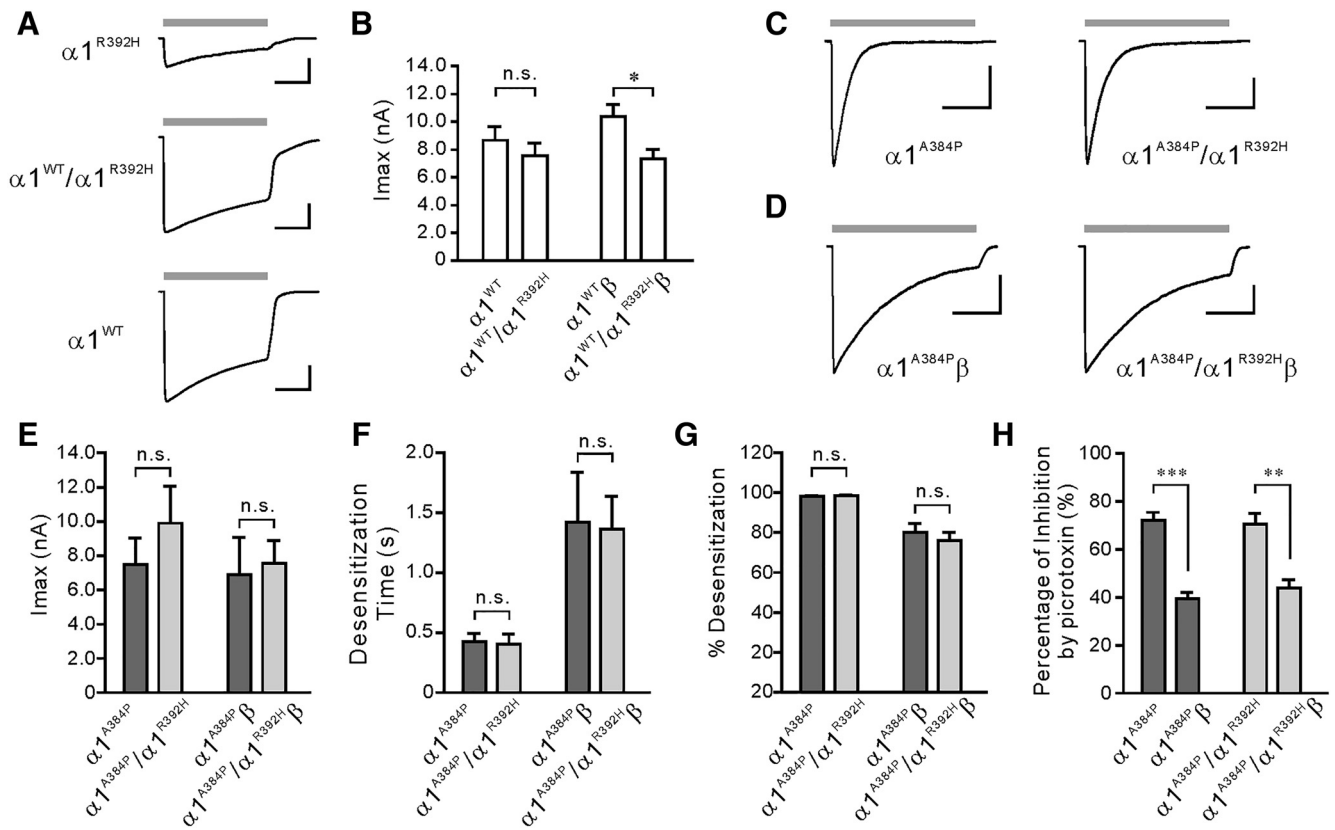 A
α1R392H
α1WT/α1R392H
α1WT
B
Imax (nA)
14.0
12.0
10.0
8.0
6.0
4.0
2.0
0
n.s.
*
α1WT
α1WT/α1R392H
α1WTβ
α1WT/α1R392Hβ
C
α1A384P
α1A384P/α1R392H
D
α1A384Pβ
α1A384P/α1R392Hβ
E
Imax (nA)
14.0
12.0
10.0
8.0
6.0
4.0
2.0
0
n.s.
n.s.
α1A384P
α1A384P/α1R392H
α1A384Pβ
α1A384P/α1R392Hβ
F
Desensitization
Time (s)
2.0
1.5
1.0
0.5
0
n.s.
n.s.
α1A384P
α1A384P/α1R392H
α1A384Pβ
α1A384P/α1R392Hβ
G
% Desensitization
120
100
80
60
40
20
n.s.
n.s.
α1A384P
α1A384P/α1R392H
α1A384Pβ
α1A384P/α1R392Hβ
H
Percentage of Inhibition
by picrotoxin (%)
100
80
60
40
20
0
***
**
α1A384P
α1A384Pβ
α1A384P/α1R392H
α1A384P/α1R392Hβ